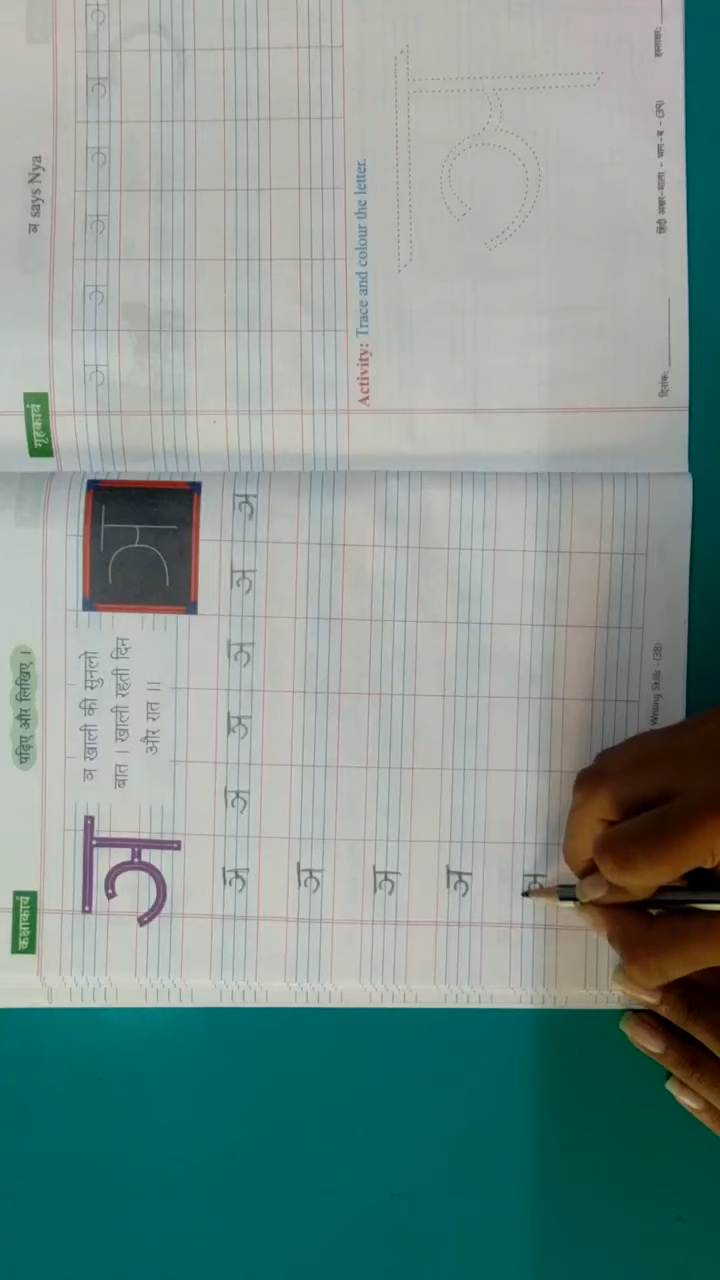 कक्षाकार्य
पढ़िए और लिखिए ।
ञ
ञ खाली की सुनलो
बात । खाली रहती दिन
और रात ।।
ञ
ञ ञ ञ ञ ञ ञ
ञ
ञ
ञ
ञ
Writing Skills - (38)
गृहकार्य
ञ says Nya
ञ ञ ञ ञ ञ ञ
Activity: Trace and colour the letter.
ञ
दिनांक:
हिंदी अक्षर-माला - भाग-ब - (39)
हस्ताक्षर: